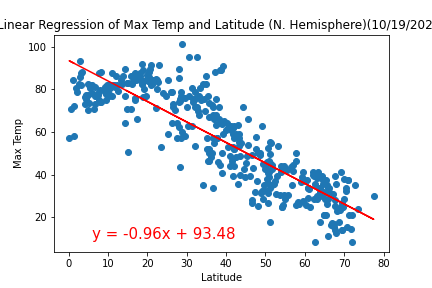 Linear Regression of Max Temp and Latitude (N. Hemisphere)(10/19/202
100
80
60
40
20
Max Temp
y = -0.96x + 93.48
0 10 20 30 40 50 60 70 80
Latitude